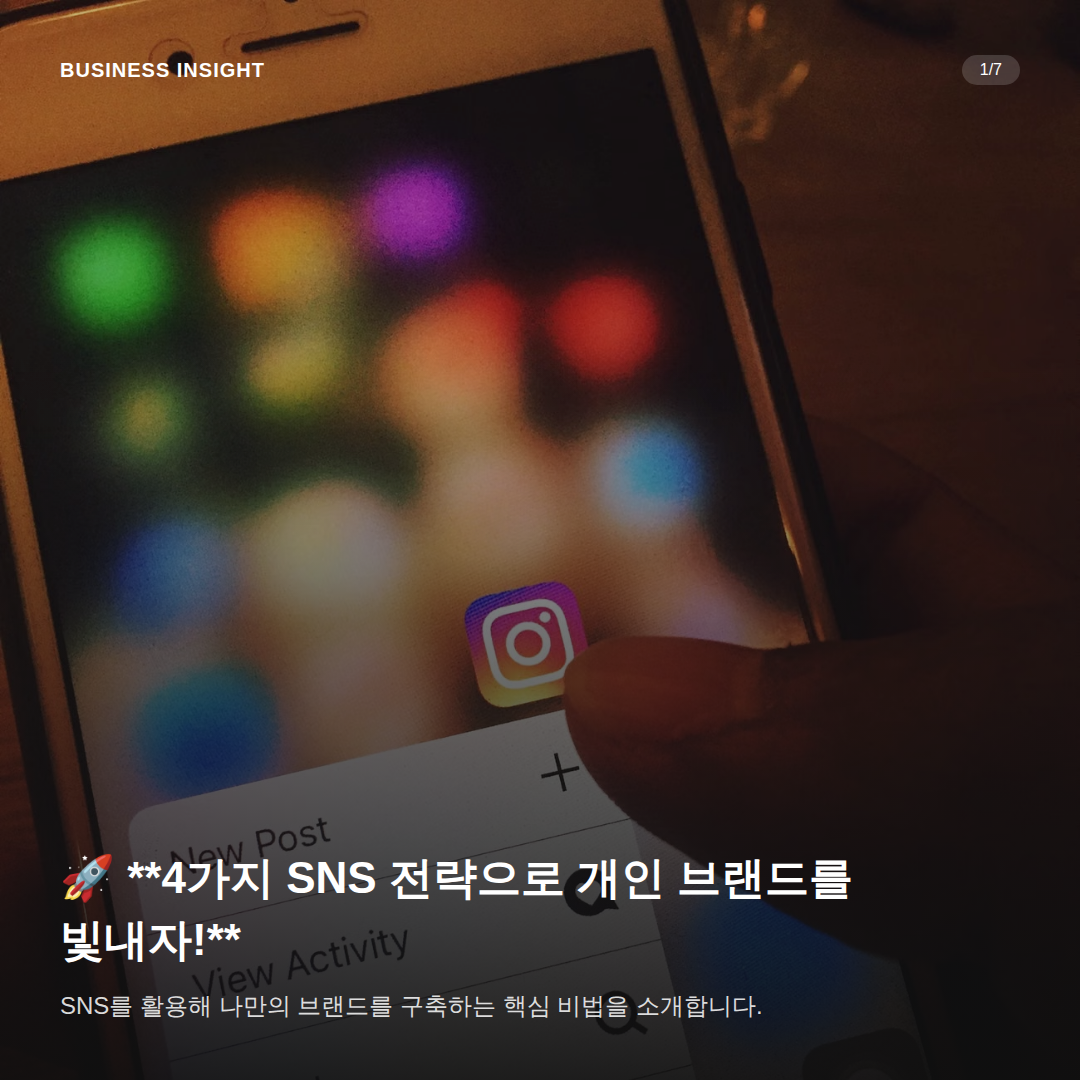 BUSINESS INSIGHT
1/7
New Post
View Activity
🚀 **4가지 SNS 전략으로 개인 브랜드를
빛내자!**
SNS를 활용해 나만의 브랜드를 구축하는 핵심 비법을 소개합니다.